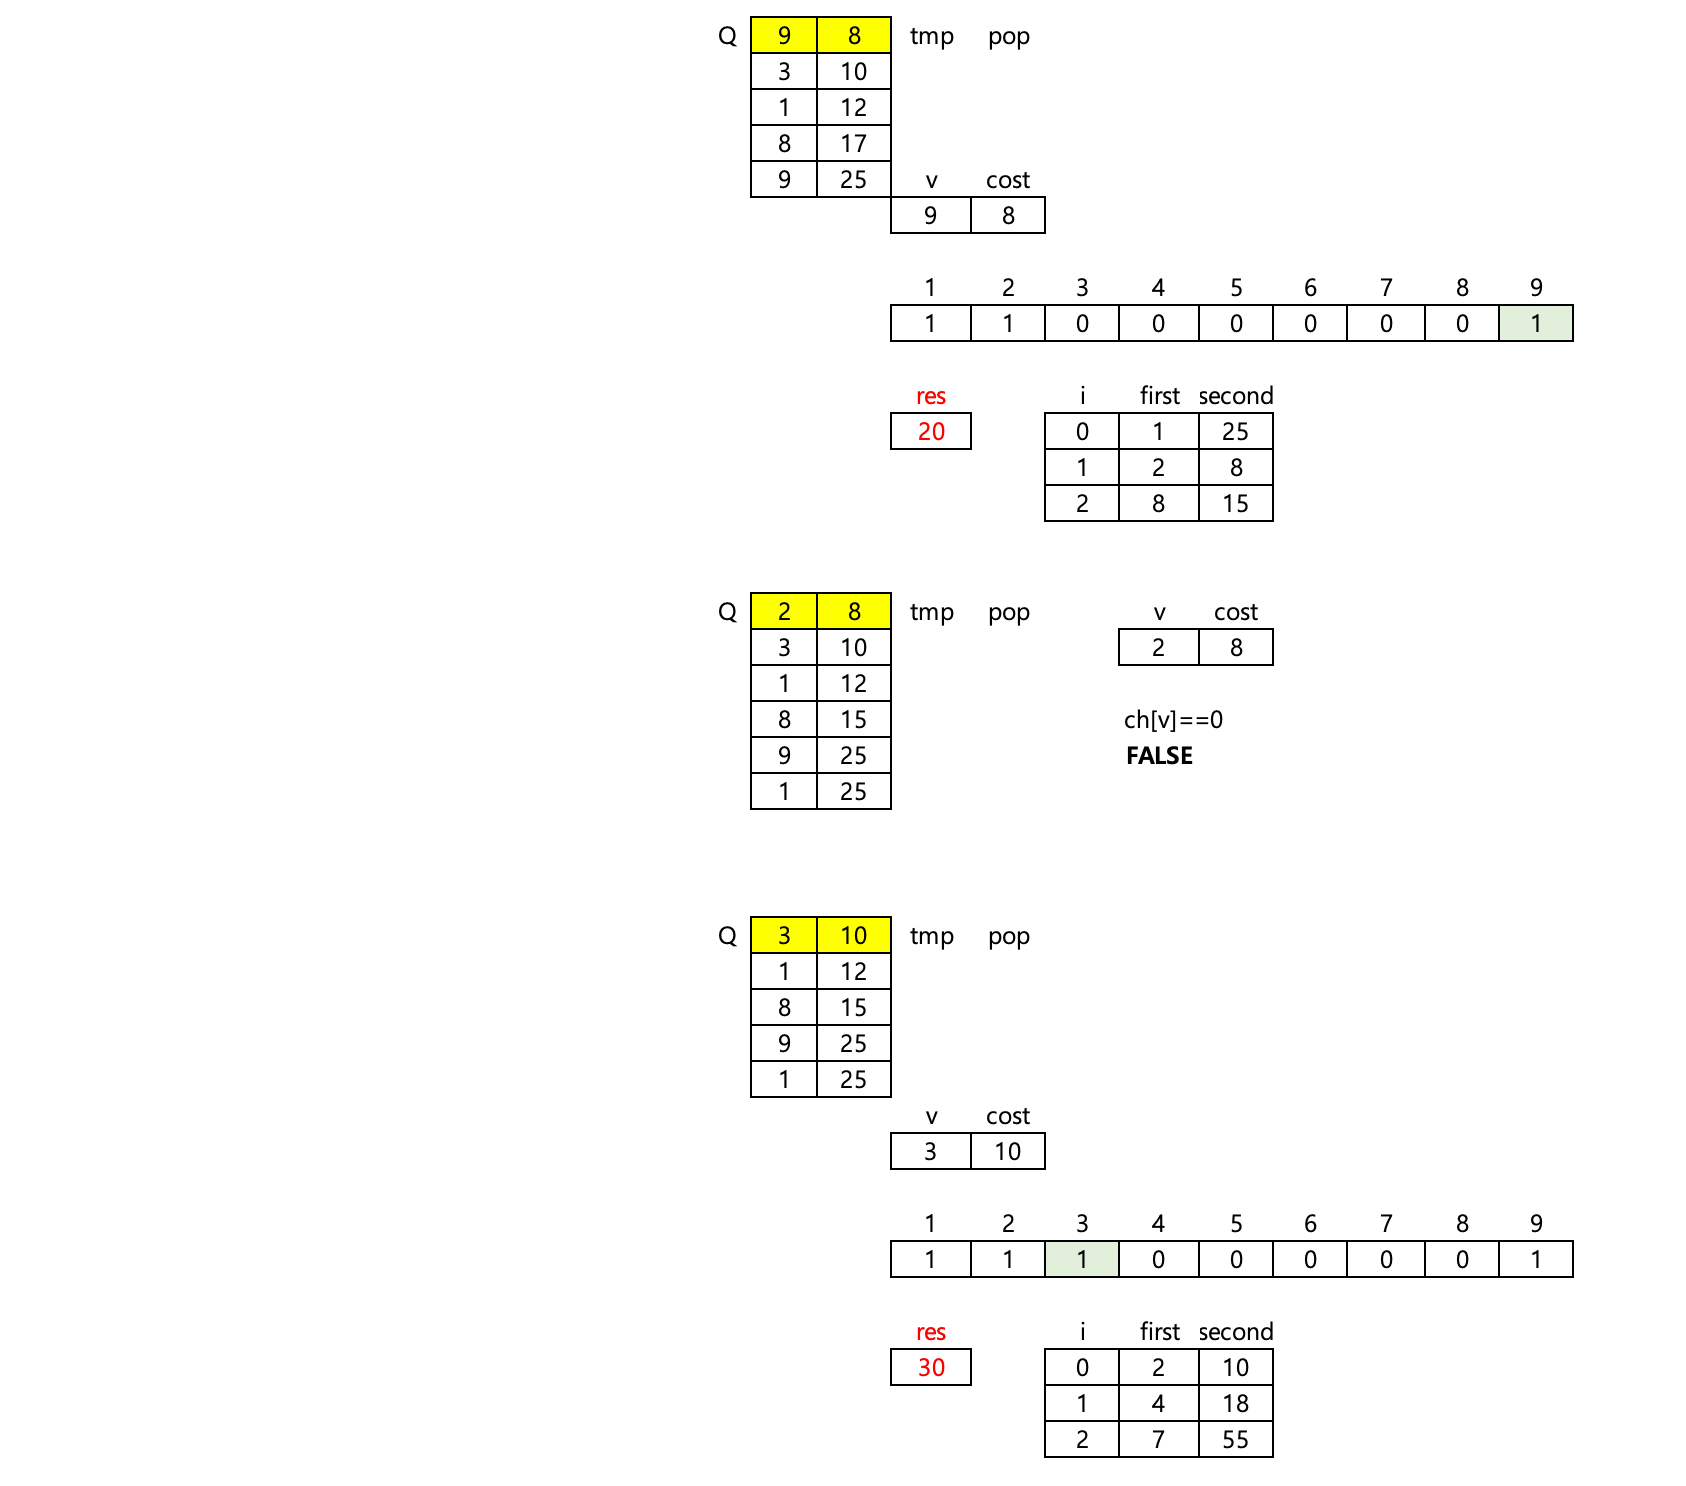 Q 9 8 tmp pop
3 10
1 12
8 17
9 25 v cost
9 8
1 2 3 4 5 6 7 8 9
1 1 0 0 0 0 0 0 1
res i first second
20 0 1 25
1 2 8
2 8 15
Q 2 8 tmp pop v cost
3 10 2 8
1 12
8 15 ch[v]==0
9 25 FALSE
1 25
Q 3 10 tmp pop
1 12
8 15
9 25
1 25
v cost
3 10
1 2 3 4 5 6 7 8 9
1 1 1 0 0 0 0 0 1
res i first second
30 0 2 10
1 4 18
2 7 55